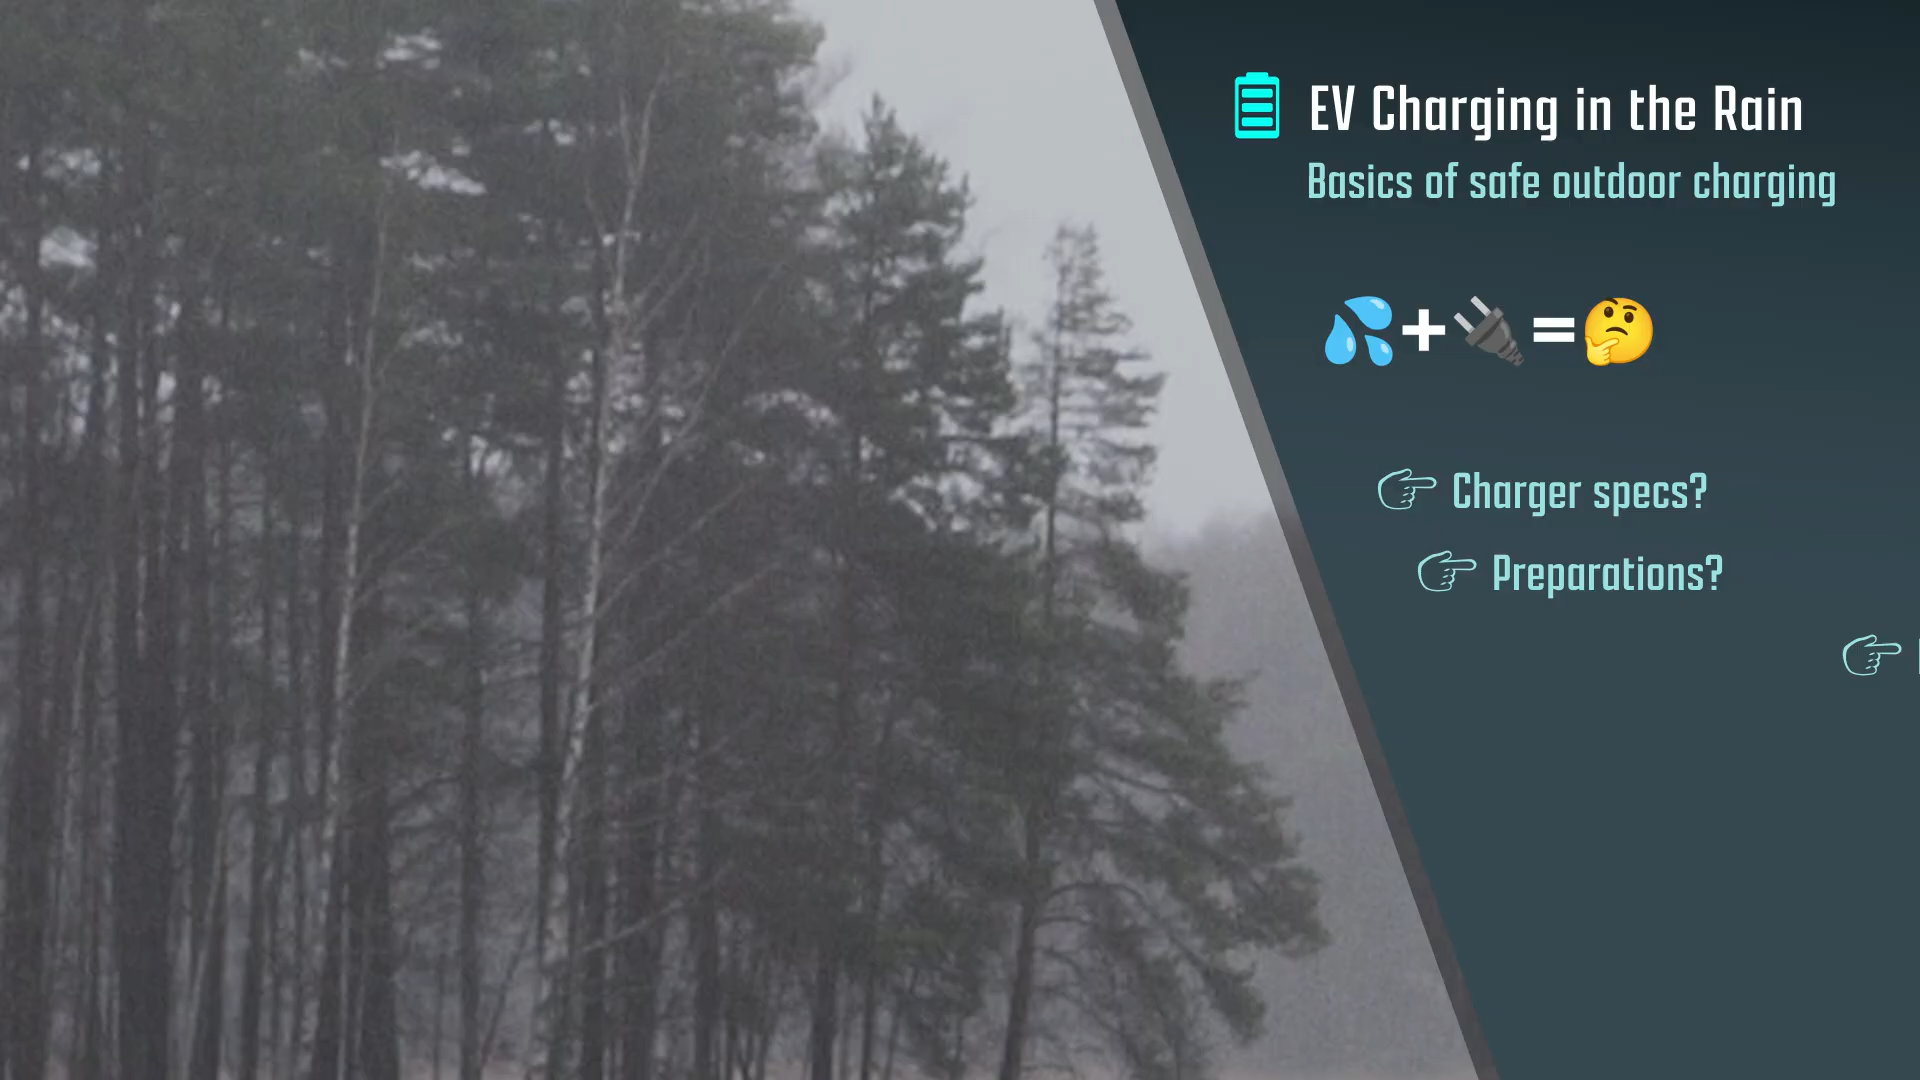 EV Charging in the Rain
Basics of safe outdoor charging
💦+🔌=🤔
👉 Charger specs?
👉 Preparations?